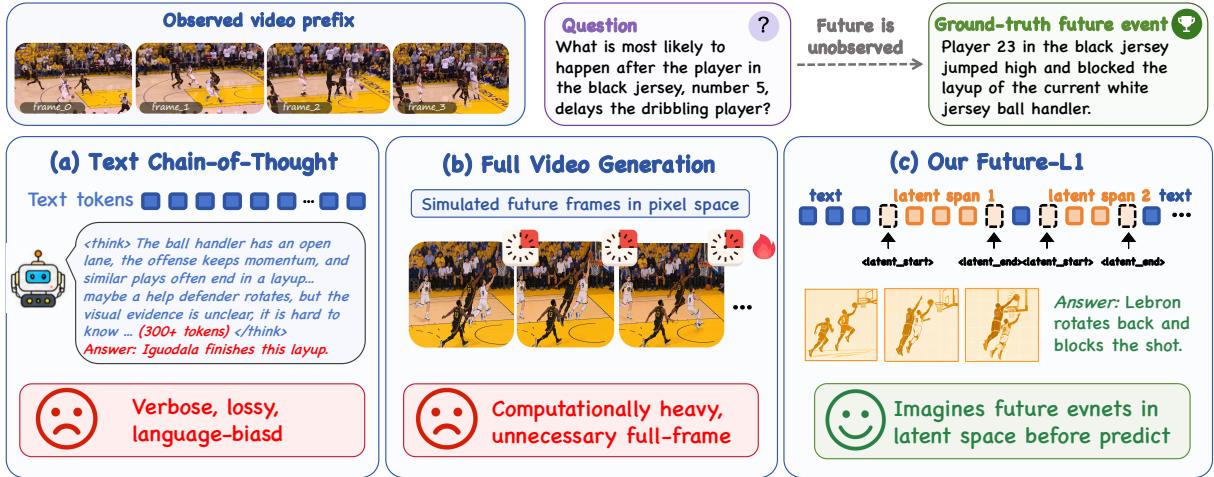 Observed video prefix
frame_0
frame_1
frame_2
frame_3
Question
?
What is most likely to
happen after the player in
the black jersey, number 5,
delays the dribbling player?
Future is
unobserved
Ground-truth future event
Player 23 in the black jersey
jumped high and blocked the
layup of the current white
jersey ball handler.
(a) Text Chain-of-Thought
Text tokens
...
<think> The ball handler has an open
lane, the offense keeps momentum, and
similar plays often end in a layup...
maybe a help defender rotates, but the
visual evidence is unclear, it is hard to
know ... (300+ tokens) </think>
Answer: Iguodala finishes this layup.
Verbose, lossy,
language-biasd
(b) Full Video Generation
Simulated future frames in pixel space
...
Computationally heavy,
unnecessary full-frame
(c) Our Future-L1
text
latent span 1
latent span 2
text
...
<latent_start>
<latent_end>
<latent_start>
<latent_end>
Answer: Lebron
rotates back and
blocks the shot.
Imagines future evnets in
latent space before predict